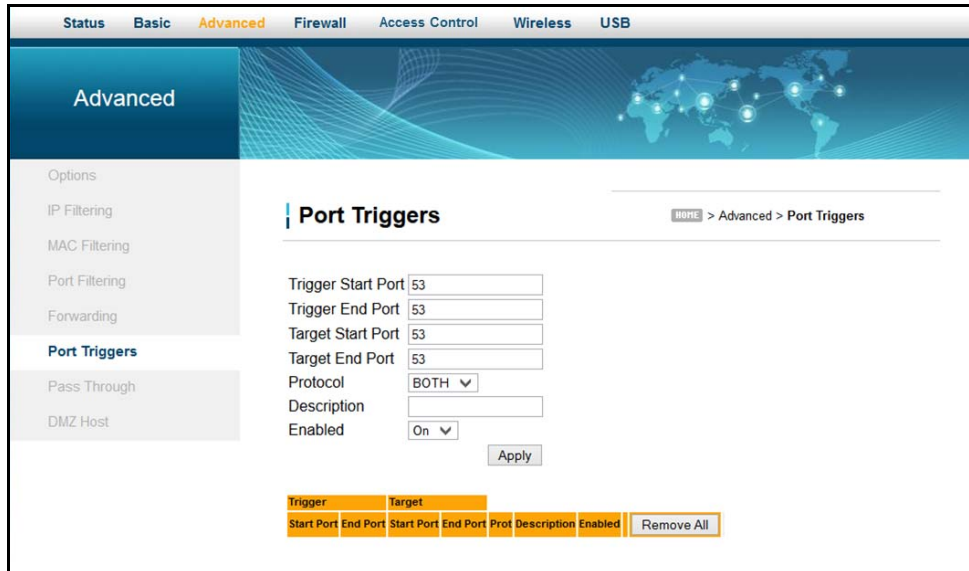 Status Basic Advanced Firewall Access Control Wireless USB
Advanced
Options
IP Filtering
MAC Filtering
Port Filtering
Forwarding
Port Triggers
Pass Through
DMZ Host
Port Triggers
HOME > Advanced > Port Triggers
Trigger Start Port 53
Trigger End Port 53
Target Start Port 53
Target End Port 53
Protocol BOTH
Description
Enabled On
Apply
Trigger Target
Start Port End Port Start Port End Port Prot Description Enabled Remove All